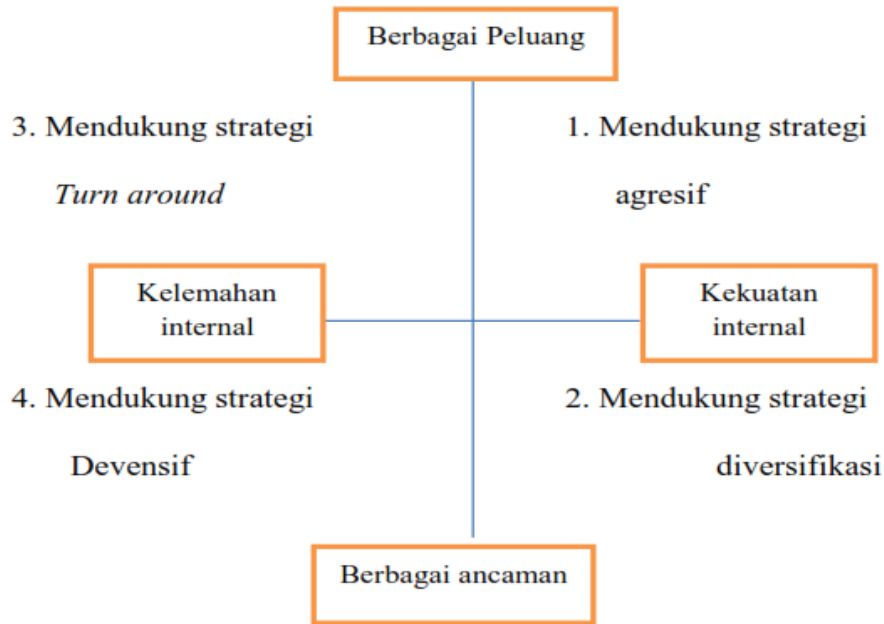 Berbagai Peluang
3. Mendukung strategi
Turn around
1. Mendukung strategi
agresif
Kelemahan
internal
Kekuatan
internal
4. Mendukung strategi
Devensif
2. Mendukung strategi
diversifikasi
Berbagai ancaman